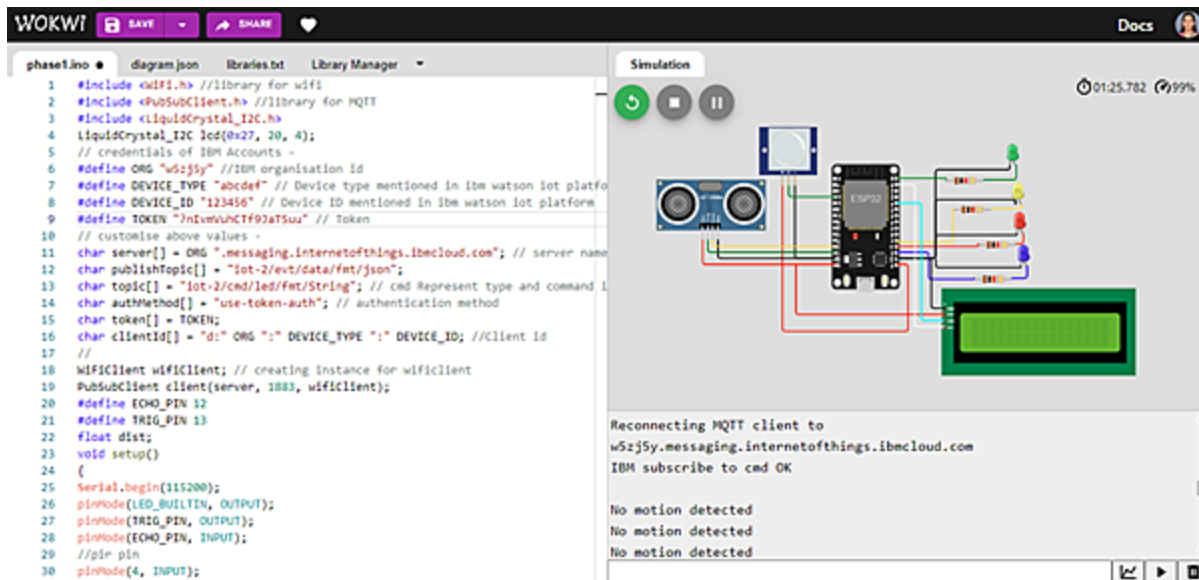 WOKWI SAVE SHARE Docs
phase1.ino diagram.json libraries.txt Library Manager
1 #include <WiFi.h> //library for wifi
2 #include <PubSubClient.h> //library for MQTT
3 #include <LiquidCrystal_I2C.h>
4 LiquidCrystal_I2C lcd(0x27, 20, 4);
5 // credentials of IBM Accounts -
6 #define ORG "w5zj5y" //IBM organisation id
7 #define DEVICE_TYPE "abcdef" // Device type mentioned in ibm watson iot platfo
8 #define DEVICE_ID "123456" // Device ID mentioned in ibm watson iot platform
9 #define TOKEN // Token
10 // customise above values -
11 char server[] = ORG ".messaging.internetofthings.ibmcloud.com"; // server name
12 char publishTopic[] = "iot-2/evt/data/fmt/json";
13 char topic[] = "iot-2/cmd/led/fmt/String"; // cmd Represent type and command i
14 char authMethod[] = "use-token-auth"; // authentication method
15 char token[] = TOKEN;
16 char clientId[] = "d:" ORG ":" DEVICE_TYPE ":" DEVICE_ID; //Client id
17 //
18 WiFiClient wifiClient; // creating instance for wificlient
19 PubSubClient client(server, 1883, wifiClient);
20 #define ECHO_PIN 12
21 #define TRIG_PIN 13
22 float dist;
23 void setup()
24 {
25 Serial.begin(115200);
26 pinMode(LED_BUILTIN, OUTPUT);
27 pinMode(TRIG_PIN, OUTPUT);
28 pinMode(ECHO_PIN, INPUT);
29 //pir pin
30 pinMode(4, INPUT);
Simulation
01:25.782 99%
ESP32
Reconnecting MQTT client to
w5zj5y.messaging.internetofthings.ibmcloud.com
IBM subscribe to cmd OK
No motion detected
No motion detected
No motion detected